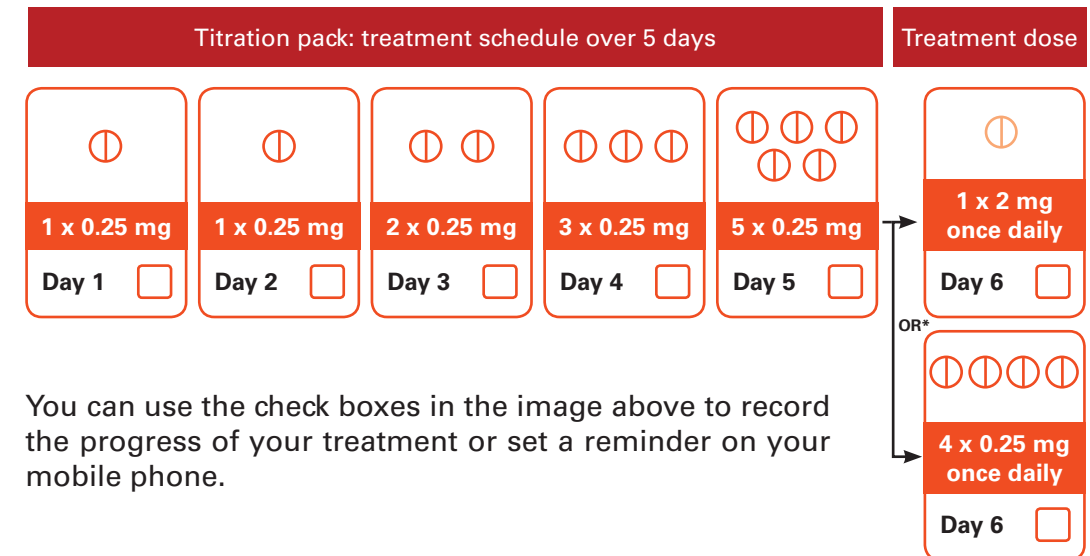 Titration pack: treatment schedule over 5 days
Treatment dose
1 x 0.25 mg
Day 1
1 x 0.25 mg
Day 2
2 x 0.25 mg
Day 3
3 x 0.25 mg
Day 4
5 x 0.25 mg
Day 5
1 x 2 mg
once daily
Day 6
OR*
4 x 0.25 mg
once daily
Day 6
You can use the check boxes in the image above to record
the progress of your treatment or set a reminder on your
mobile phone.